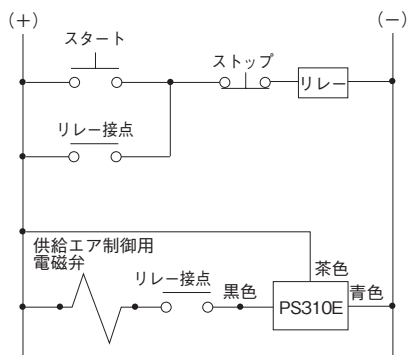 （+）
（−）
スタート
ストップ
リレー
リレー接点
供給エア制御用
電磁弁
リレー接点
黒色
茶色
青色
PS310E